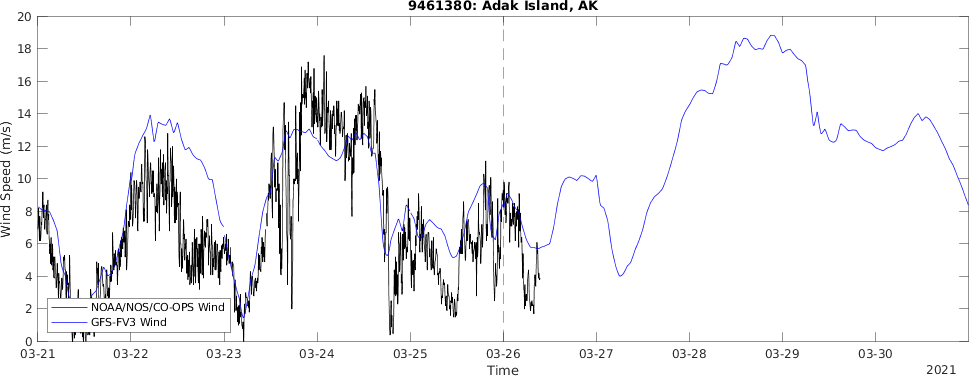 9461380: Adak Island, AK
Wind Speed (m/s)
20
18
16
14
12
10
8
6
4
2
0
NOAA/NOS/CO-OPS Wind
GFS-FV3 Wind
03-21 03-22 03-23 03-24 03-25 03-26 03-27 03-28 03-29 03-30
Time
2021